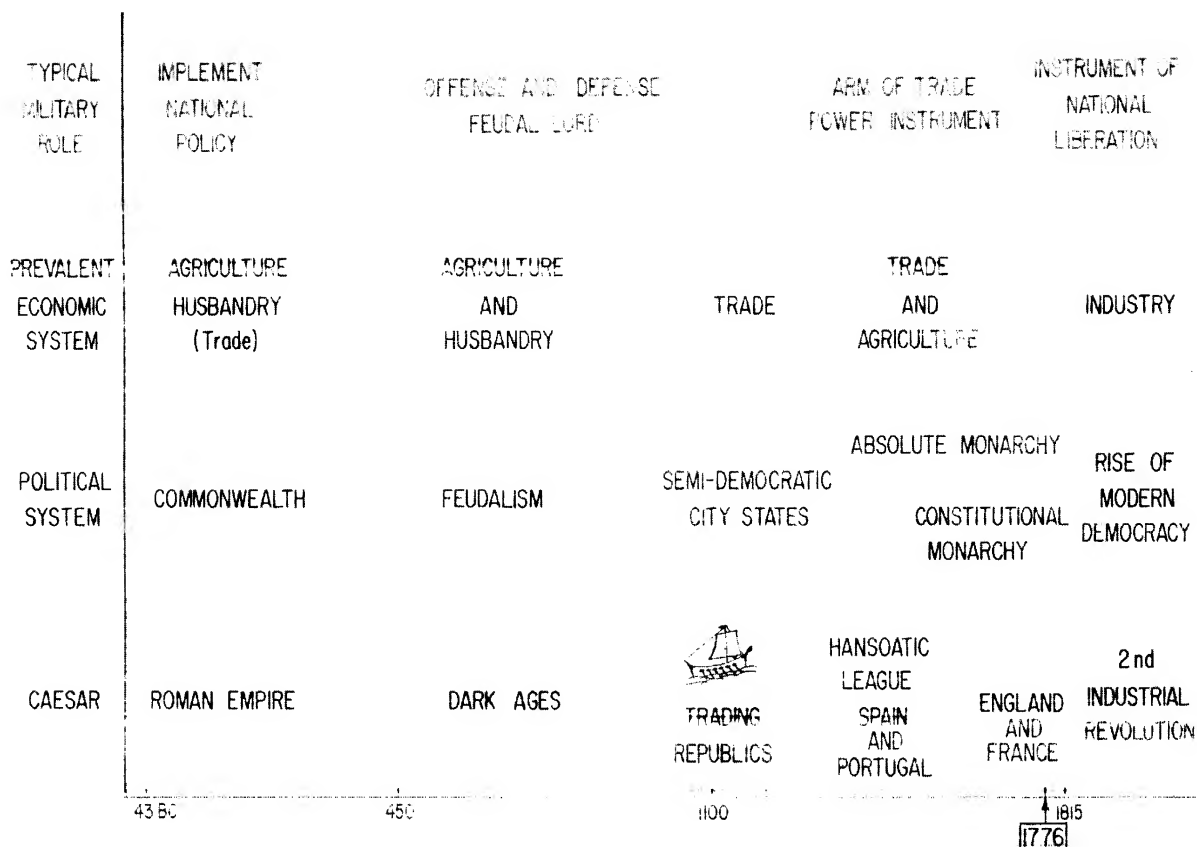 TYPICAL
MILITARY
ROLE
IMPLEMENT
NATIONAL
POLICY
OFFENSE AND DEFENSE
FEUDAL LORD
ARM OF TRADE
POWER INSTRUMENT
INSTRUMENT OF
NATIONAL
LIBERATION
PREVALENT
ECONOMIC
SYSTEM
AGRICULTURE
HUSBANDRY
(Trade)
AGRICULTURE
AND
HUSBANDRY
TRADE
TRADE
AND
AGRICULTURE
INDUSTRY
POLITICAL
SYSTEM
COMMONWEALTH
FEUDALISM
SEMI-DEMOCRATIC
CITY STATES
ABSOLUTE MONARCHY
CONSTITUTIONAL
MONARCHY
RISE OF
MODERN
DEMOCRACY
CAESAR
ROMAN EMPIRE
DARK AGES
TRADING
REPUBLICS
HANSOATIC
LEAGUE
SPAIN
AND
PORTUGAL
ENGLAND
AND
FRANCE
2nd
INDUSTRIAL
REVOLUTION
43 BC
450
1100
1815
1776